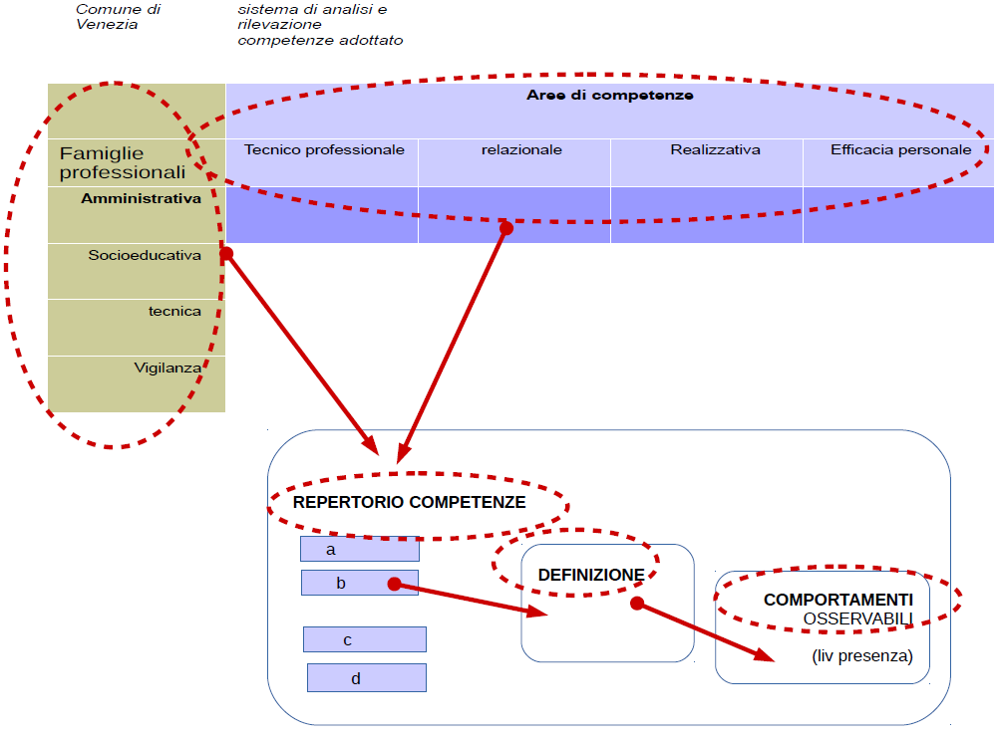 Comune di
Venezia
sistema di analisi e
rilevazione
competenze adottato
Aree di competenze
Famiglie
professionali
Tecnico professionale
relazionale
Realizzativa
Efficacia personale
Amministrativa
Socioeducativa
tecnica
Vigilanza
REPERTORIO COMPETENZE
a
b
c
d
DEFINIZIONE
COMPORTAMENTI
OSSERVABILI
(liv presenza)